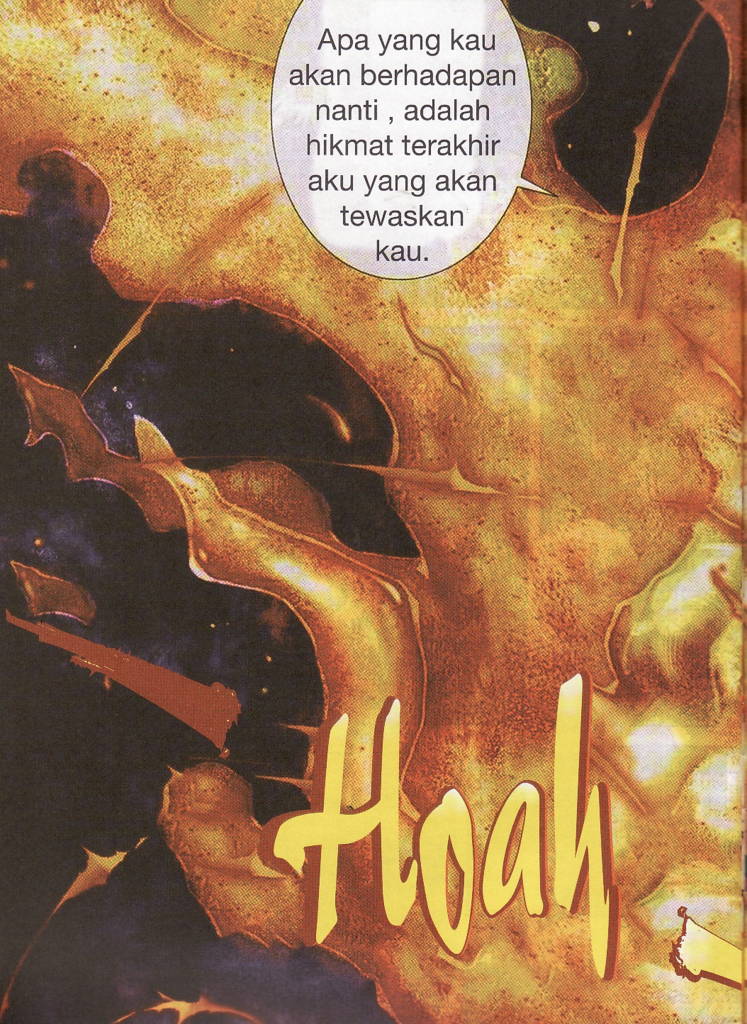 Apa yang kau
akan berhadapan
nanti , adalah
hikmat terakhir
aku yang akan
tewaskan
kau.
Hoah